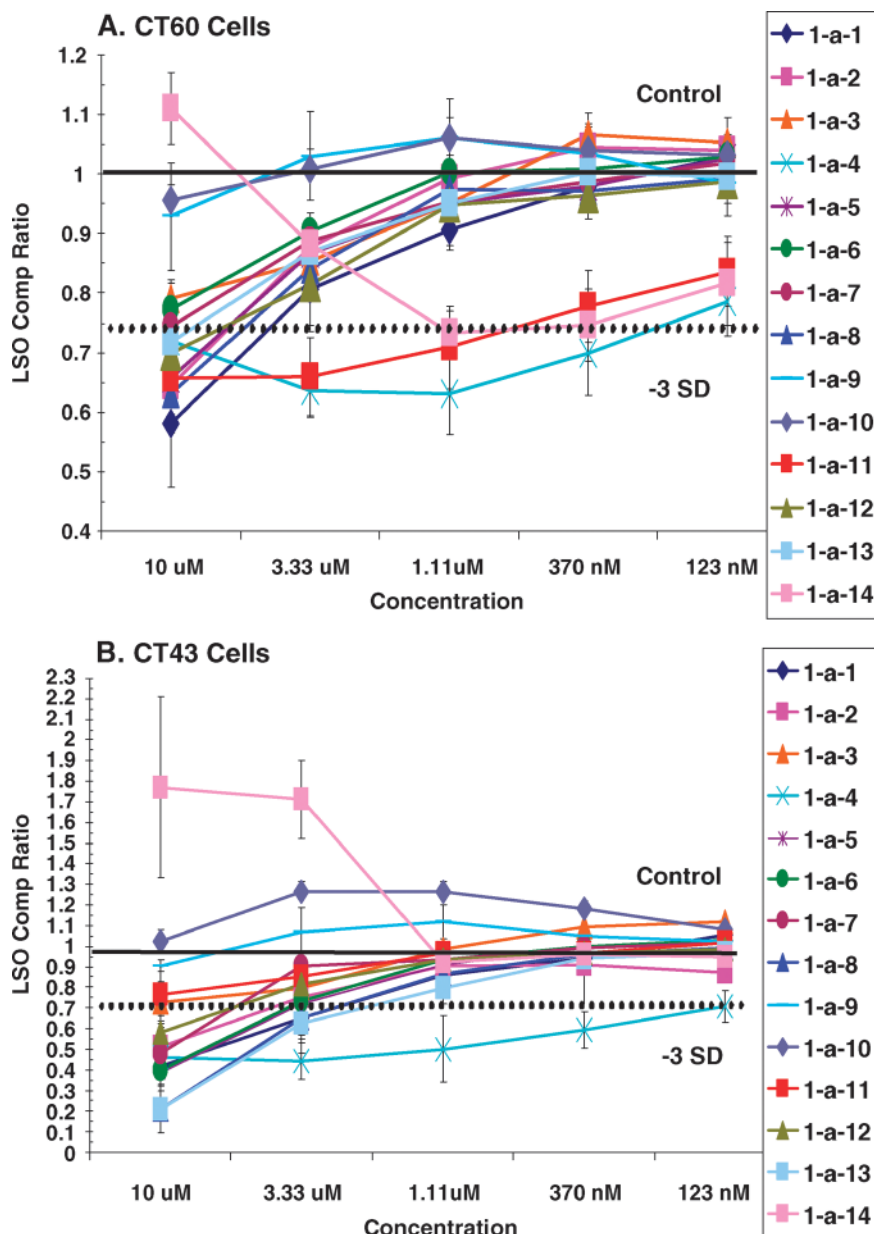 A. CT60 Cells
LSO Comp Ratio
1.2
1.1
1
0.9
0.8
0.7
0.6
0.5
0.4
Control
-3 SD
10 uM
3.33 uM
1.11uM
370 nM
123 nM
Concentration
1-a-1
1-a-2
1-a-3
1-a-4
1-a-5
1-a-6
1-a-7
1-a-8
1-a-9
1-a-10
1-a-11
1-a-12
1-a-13
1-a-14
B. CT43 Cells
LSO Comp Ratio
2.3
2.2
2.1
2
1.9
1.8
1.7
1.6
1.5
1.4
1.3
1.2
1.1
1
0.9
0.8
0.7
0.6
0.5
0.4
0.3
0.2
0.1
0
Control
-3 SD
10 uM
3.33 uM
1.11uM
370 nM
123 nM
Concentration
1-a-1
1-a-2
1-a-3
1-a-4
1-a-5
1-a-6
1-a-7
1-a-8
1-a-9
1-a-10
1-a-11
1-a-12
1-a-13
1-a-14